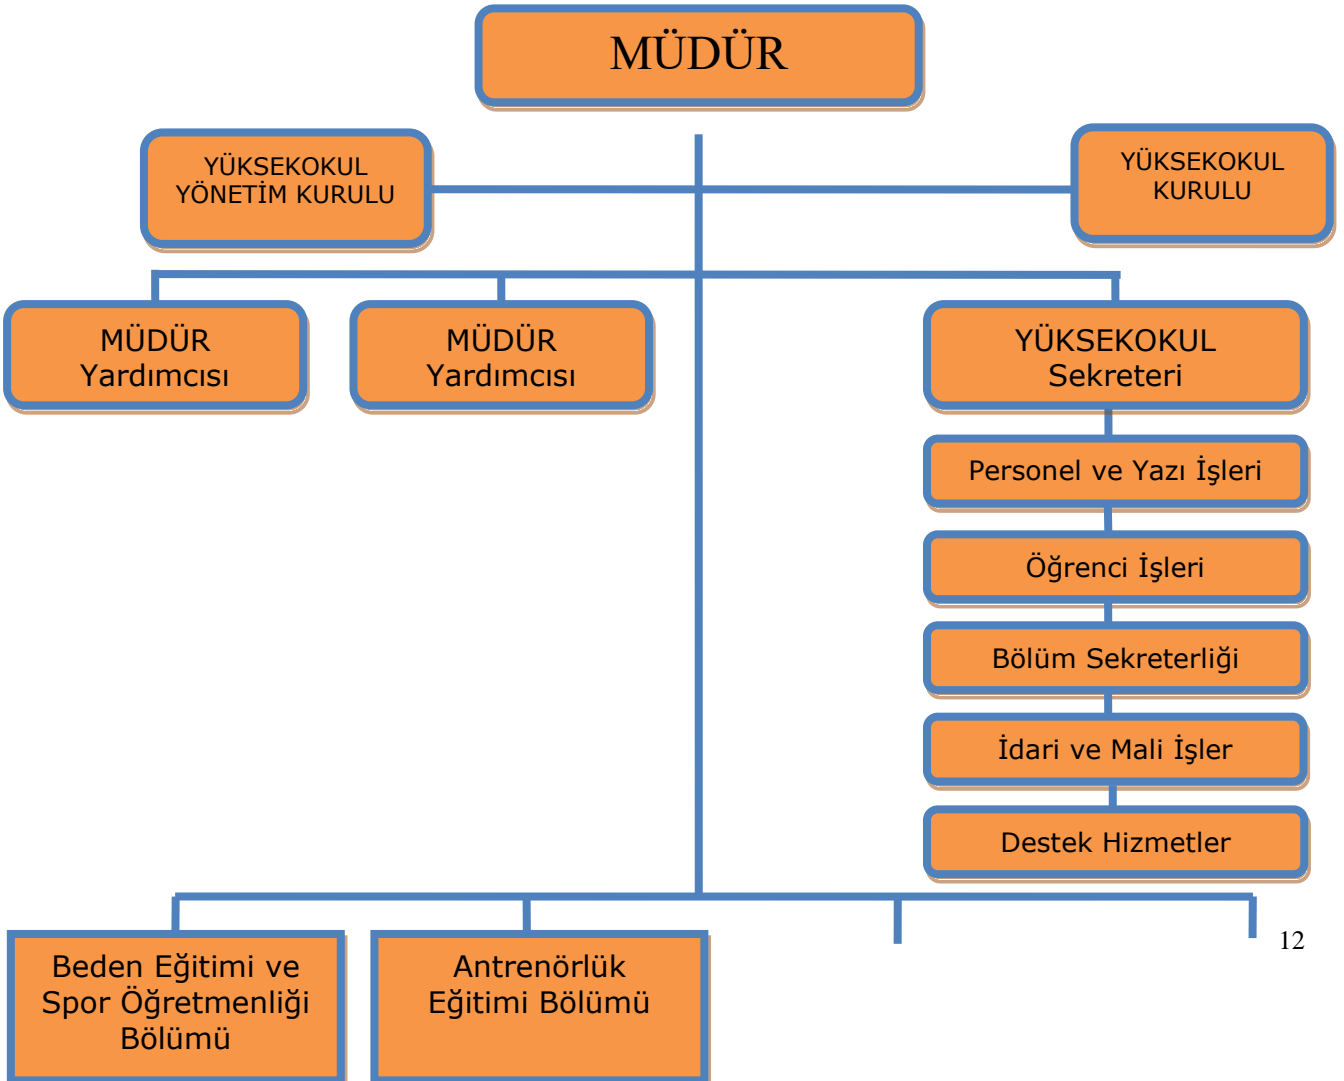 MÜDÜR
YÜKSEKOKUL
YÖNETİM KURULU
YÜKSEKOKUL
KURULU
MÜDÜR
Yardımcısı
MÜDÜR
Yardımcısı
YÜKSEKOKUL
Sekreteri
Personel ve Yazı İşleri
Öğrenci İşleri
Bölüm Sekreterliği
İdari ve Mali İşler
Destek Hizmetler
Beden Eğitimi ve
Spor Öğretmenliği
Bölümü
Antrenörlük
Eğitimi Bölümü
12